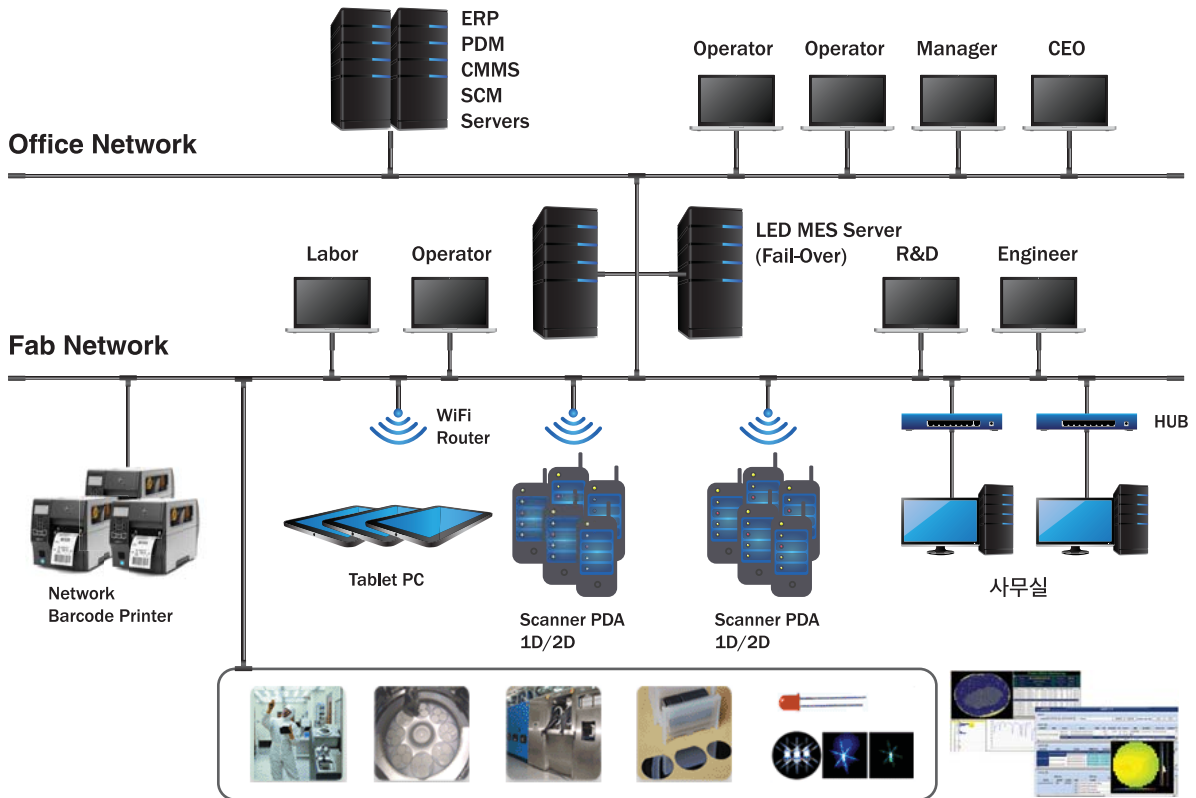 ERP
PDM
CMMS
SCM
Servers
Operator
Operator
Manager
CEO
Office Network
LED MES Server
(Fail-Over)
Labor
Operator
R&D
Engineer
Fab Network
WiFi
Router
HUB
Network
Barcode Printer
Tablet PC
Scanner PDA
1D/2D
Scanner PDA
1D/2D
사무실